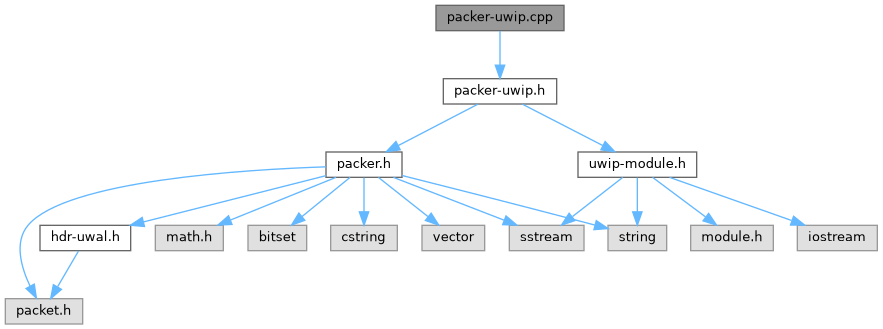 packer-uwip.cpp
packer-uwip.h
packer.h
uwip-module.h
hdr-uwal.h
math.h
bitset
cstring
vector
sstream
string
module.h
iostream
packet.h